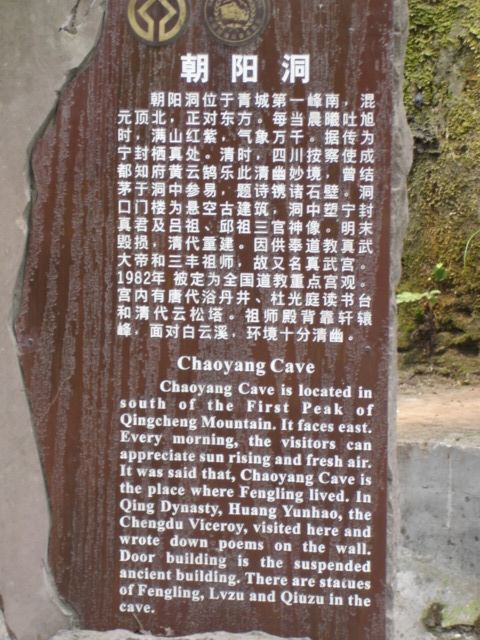 朝阳洞
朝阳洞位于青城第一峰南，混
元顶北，正对东方。每当晨曦吐旭
时，满山红紫，气象万千。据传为
宁封栖真处。清时，四川按察使成
都知府黄云鹄乐此清幽妙境，曾结
茅于洞中参易，题诗镌诸石壁。洞
口门楼为悬空古建筑，洞中塑宁封
真君及吕祖、邱祖三官神像。明末
毁损，清代重建。因供奉道教真武
大帝和三丰祖师，故又名真武宫。
1982年 被定为全国道教重点宫观。
宫内有唐代浴丹井、杜光庭读书台
和清代云松塔。祖师殿背靠轩辕
峰，面对白云溪，环境十分清幽。
Chaoyang Cave
Chaoyang Cave is located in
south of the First Peak of
Qingcheng Mountain. It faces east.
Every morning, the visitors can
appreciate sun rising and fresh air.
It was said that, Chaoyang Cave is
the place where Fengling lived. In
Qing Dynasty, Huang Yunhao, the
Chengdu Viceroy, visited here and
wrote down poems on the wall.
Door building is the suspended
ancient building. There are statues
of Fengling, Lvzu and Qiuzu in the
cave.